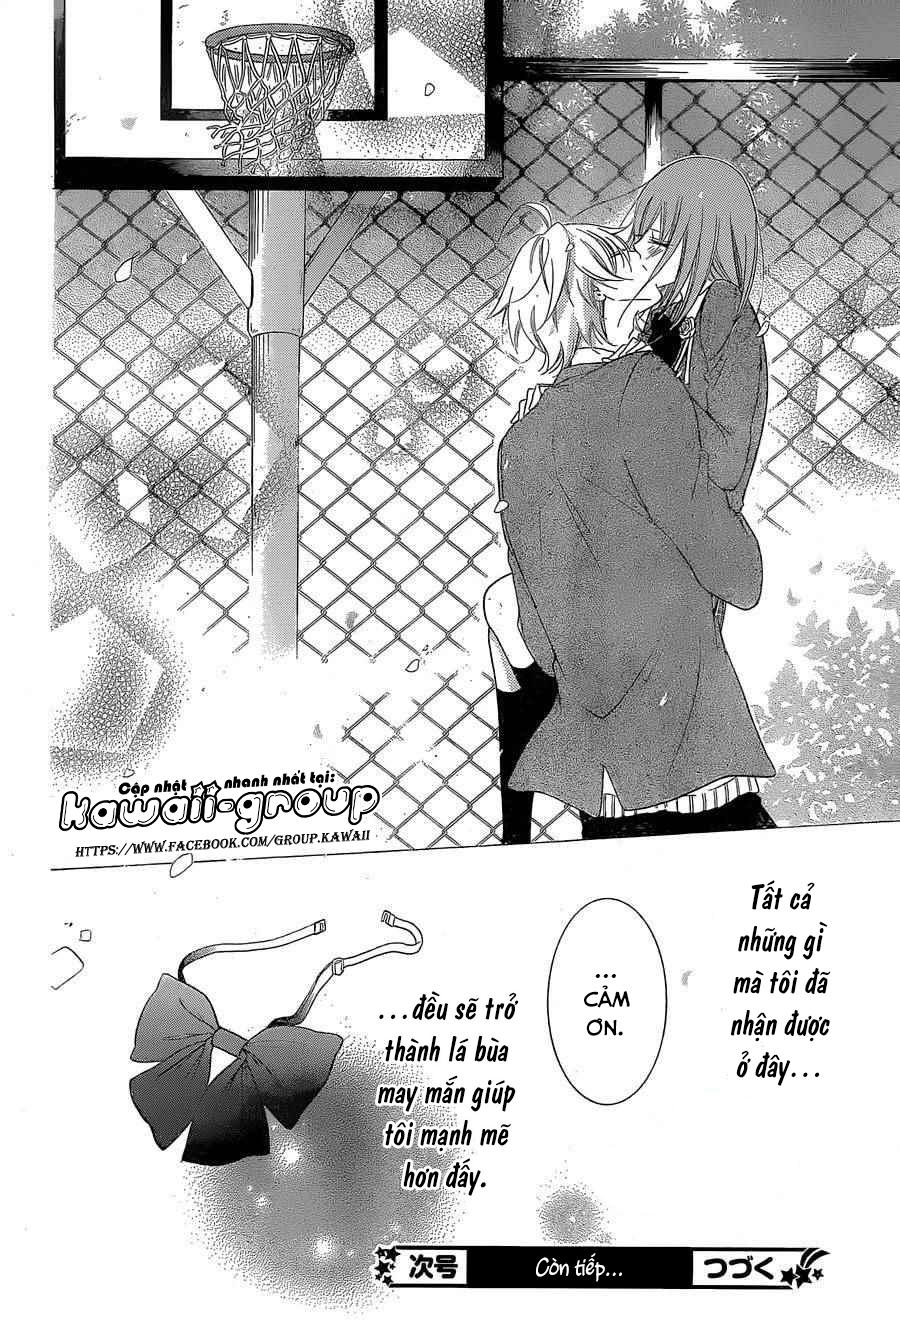 Cập nhật nhanh nhất tại:
kawaii-group
HTTPS://WWW.FACEBOOK.COM/GROUP.KAWAII
Tất cả
những gì
mà tôi đã
nhận được
ở đây...
...
CẢM
ƠN.
...đều sẽ trở
thành lá bùa
may mắn giúp
tôi mạnh mẽ
hơn đấy.
次号 Còn tiếp... つづく